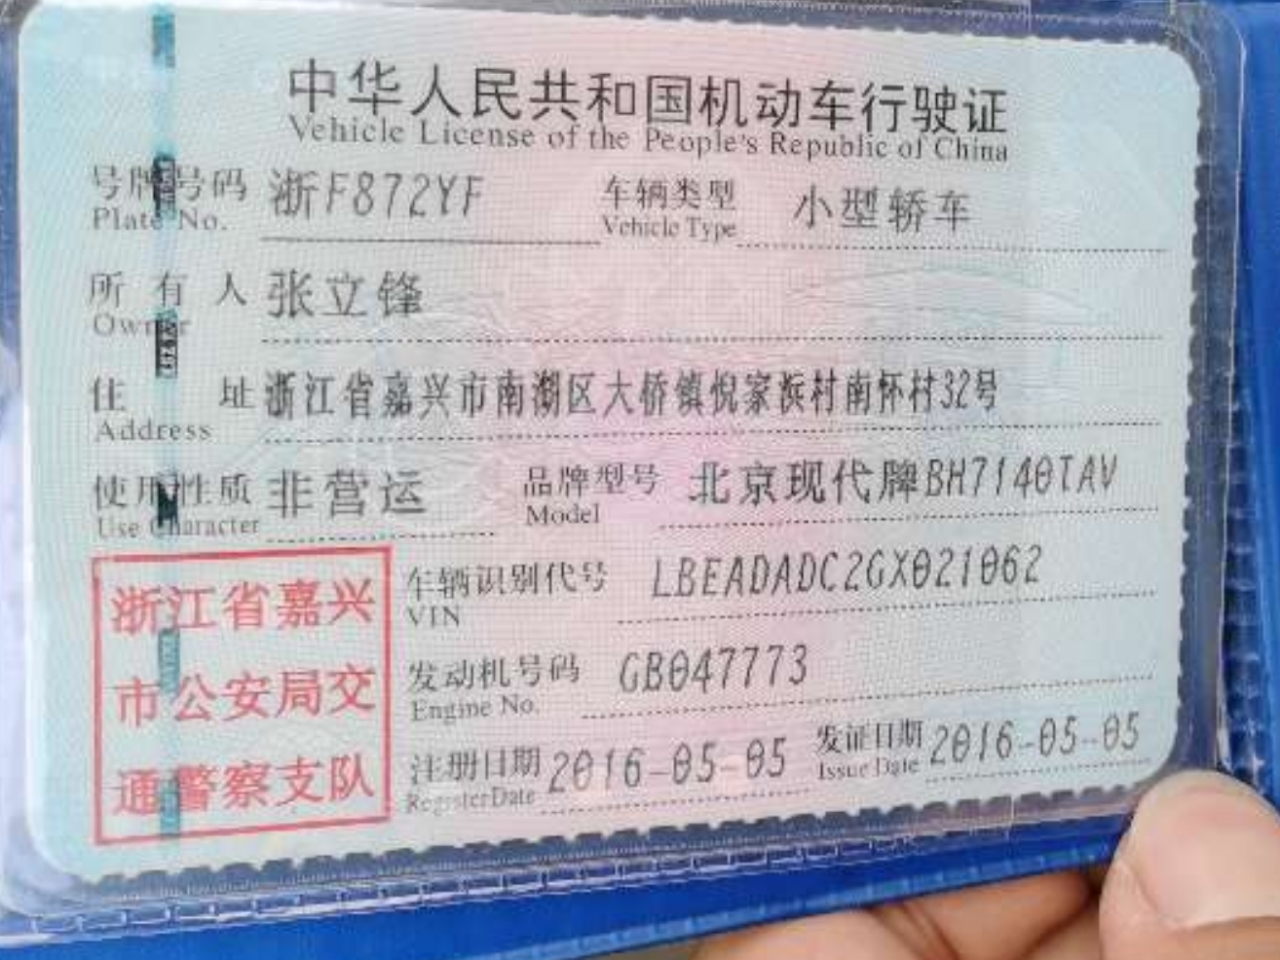 中华人民共和国机动车行驶证
Vehicle License of the People's Republic of China
号牌号码 浙F872YF 车辆类型 小型轿车
Plate No. Vehicle Type
所有人 张立锋
Owner
住址 浙江省嘉兴市南湖区大桥镇倪家浜村南怀村32号
Address
使用性质 非营运 品牌型号 北京现代牌BH7140TAV
Use Character Model
车辆识别代号 LBEADADC2GX021062
VIN
发动机号码 GB047773
Engine No.
注册日期 2016-05-05 发证日期 2016-05-05
Register Date Issue Date
浙江省嘉兴
市公安局交
通警察支队